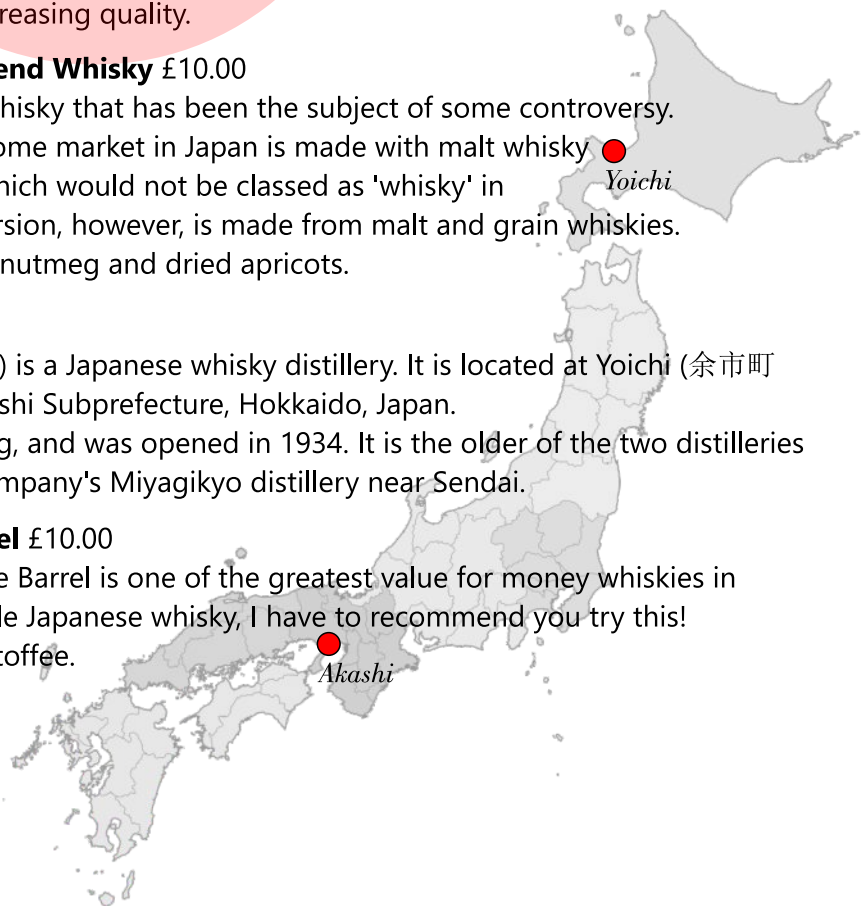 reasing quality.
end Whisky £10.00
hisky that has been the subject of some controversy.
ome market in Japan is made with malt whisky
hich would not be classed as 'whisky' in
rsion, however, is made from malt and grain whiskies.
nutmeg and dried apricots.
Yoichi
) is a Japanese whisky distillery. It is located at Yoichi (余市町
shi Subprefecture, Hokkaido, Japan.
g, and was opened in 1934. It is the older of the two distilleries
mpany's Miyagikyo distillery near Sendai.
el £10.00
e Barrel is one of the greatest value for money whiskies in
le Japanese whisky, I have to recommend you try this!
toffee.
Akashi